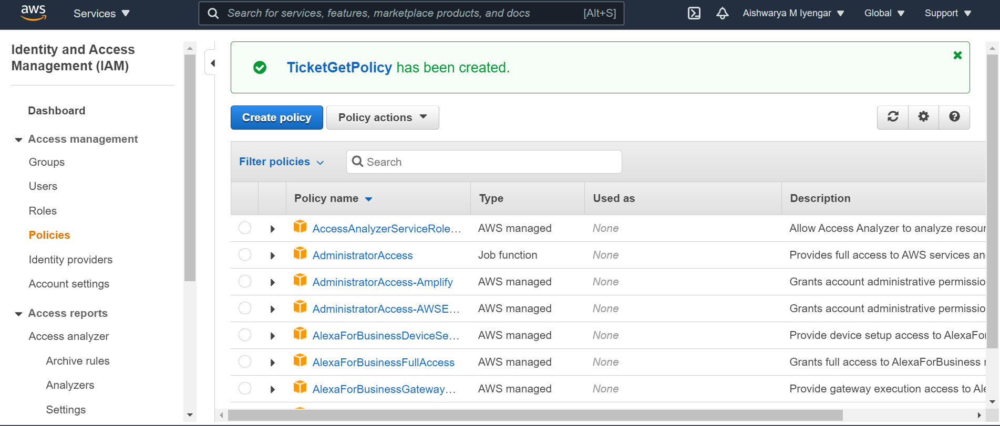 aws
Services
Search for services, features, marketplace products, and docs [Alt+S]
Aishwarya M Iyengar
Global
Support
Identity and Access
Management (IAM)
Dashboard
Access management
Groups
Users
Roles
Policies
Identity providers
Account settings
Access reports
Access analyzer
Archive rules
Analyzers
Settings
TicketGetPolicy has been created.
Create policy
Policy actions
Filter policies
Search
Policy name Type Used as Description
AccessAnalyzerServiceRole... AWS managed None Allow Access Analyzer to analyze resour
AdministratorAccess Job function None Provides full access to AWS services an
AdministratorAccess-Amplify AWS managed None Grants account administrative permissio
AdministratorAccess-AWSE... AWS managed None Grants account administrative permissio
AlexaForBusinessDeviceSe... AWS managed None Provide device setup access to AlexaFor
AlexaForBusinessFullAccess AWS managed None Grants full access to AlexaForBusiness r
AlexaForBusinessGateway... AWS managed None Provide gateway execution access to Ale